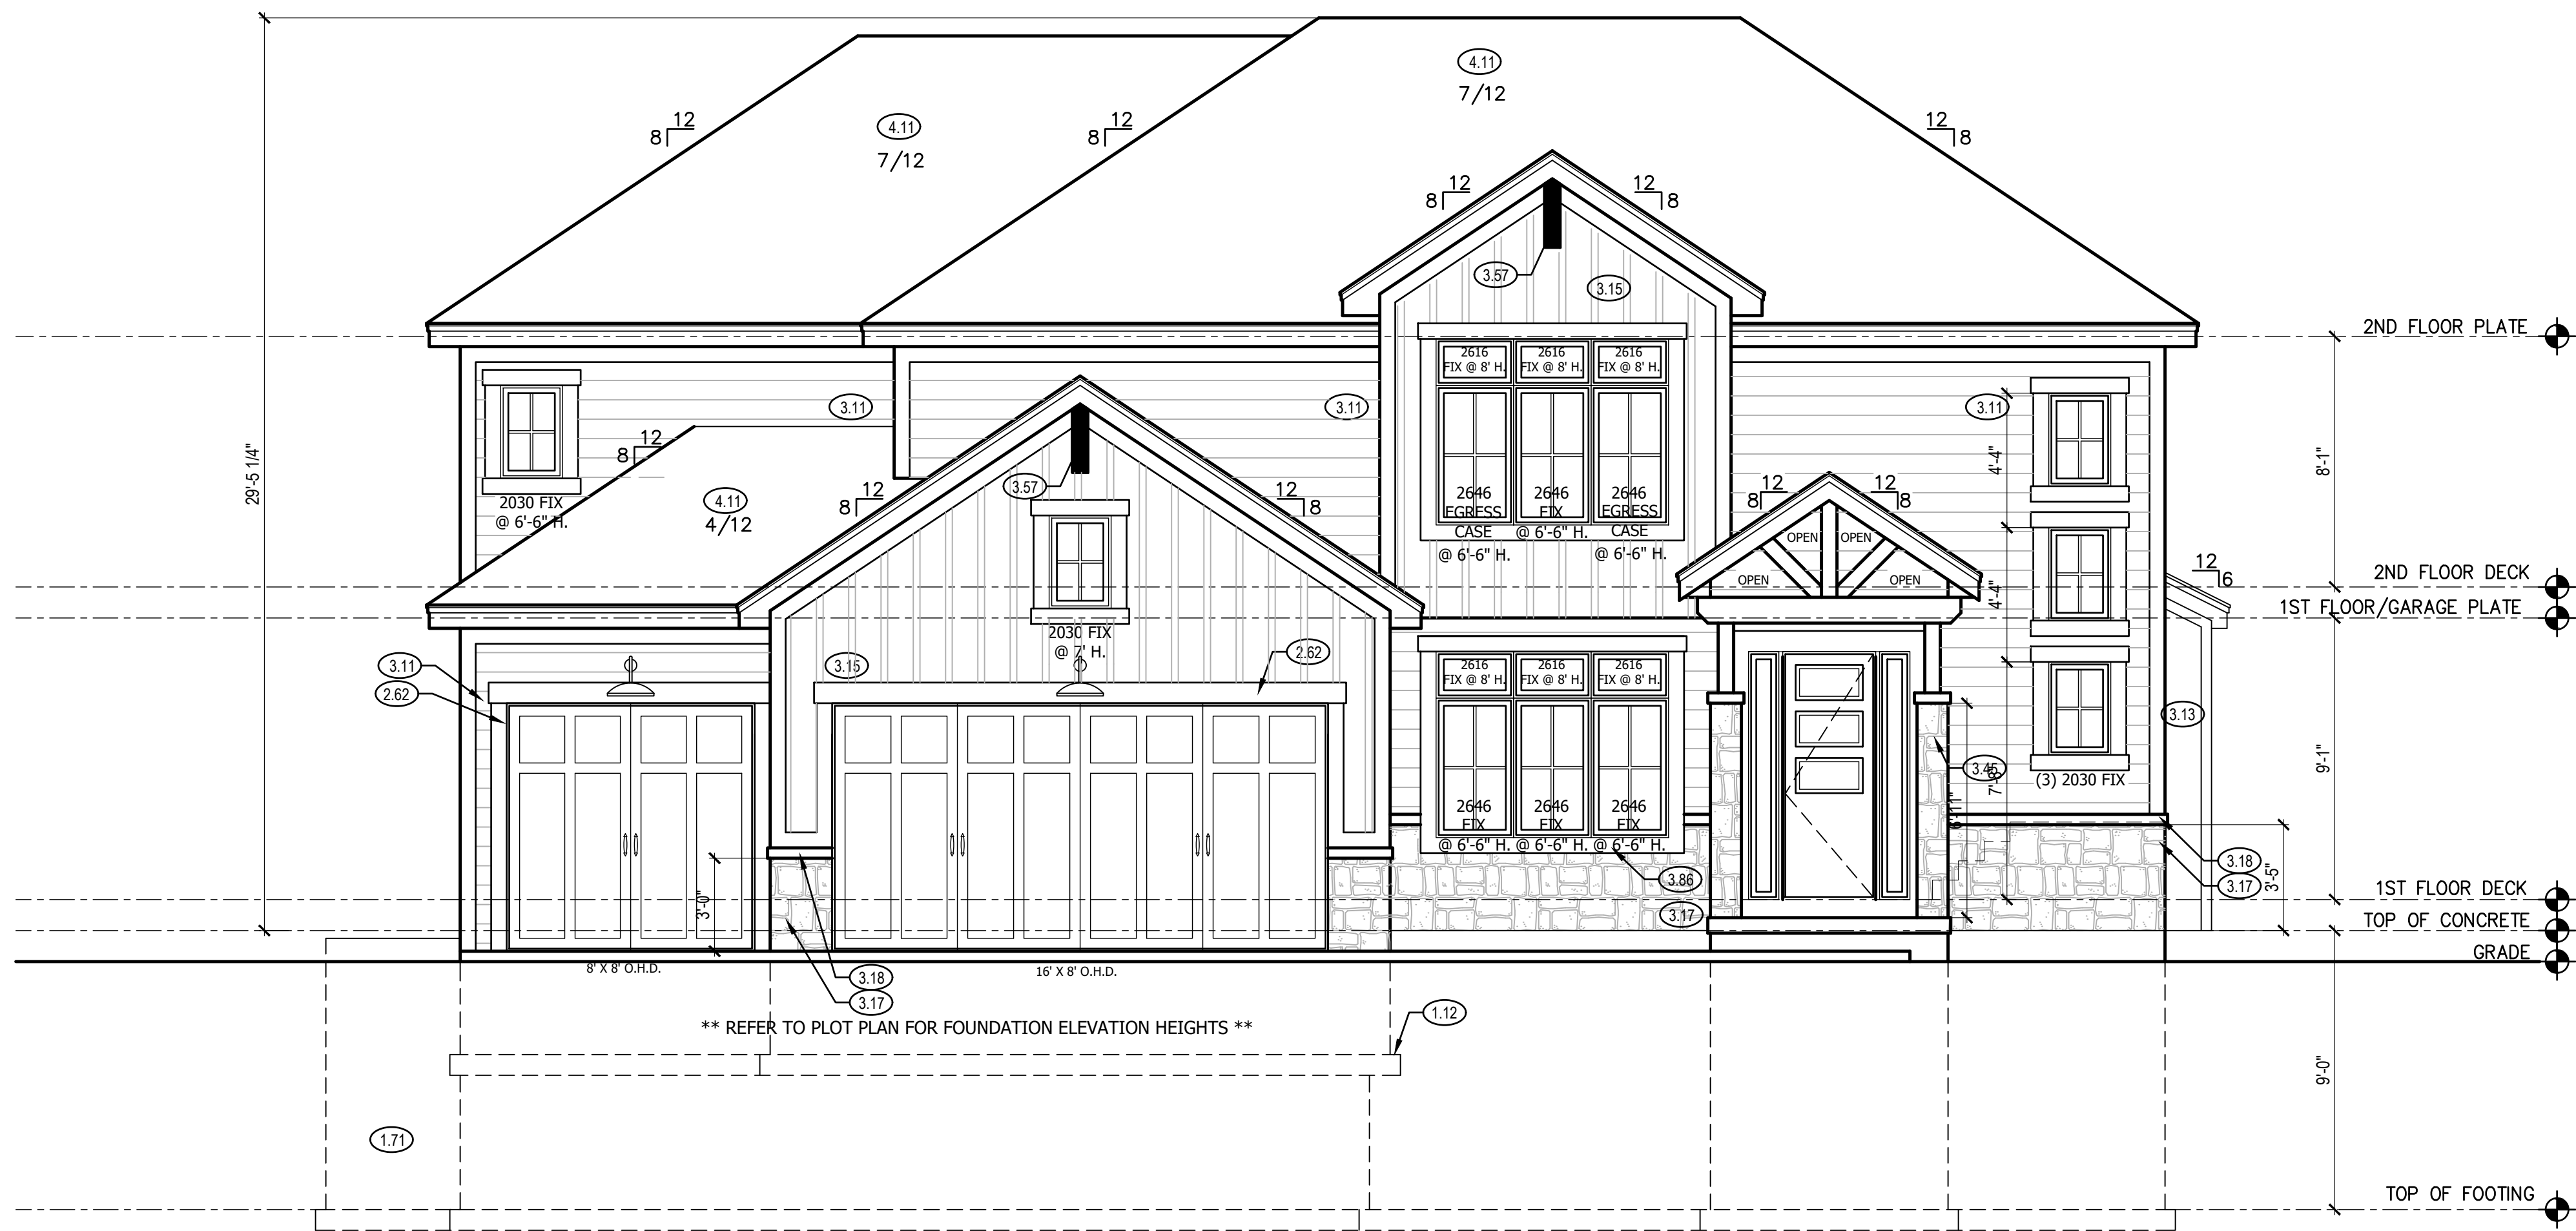 4.11
7/12
12
8
12
8
12
8
4.11
7/12
12
8
12
8
3.57
3.15
29'-5 1/4"
2ND FLOOR PLATE
2616
FIX @ 8' H.
2616
FIX @ 8' H.
2616
FIX @ 8' H.
3.11
3.11
3.11
12
8
4'-4"
8'-1"
3.57
4.11
4/12
2030 FIX
@ 6'-6" H.
12
8
12
8
2646
EGRESS
CASE
@ 6'-6" H.
2646
FIX
@ 6'-6" H.
2646
EGRESS
CASE
@ 6'-6" H.
12
8
12
8
OPEN
OPEN
OPEN
OPEN
4'-4"
12
6
2ND FLOOR DECK
1ST FLOOR/GARAGE PLATE
2030 FIX
@ 7' H.
3.15
2.62
3.11
2.62
2616
FIX @ 8' H.
2616
FIX @ 8' H.
2616
FIX @ 8' H.
3.13
3.45
7'-8"
(3) 2030 FIX
9'-1"
6'-11"
2646
FIX
@ 6'-6" H.
2646
FIX
@ 6'-6" H.
2646
FIX
@ 6'-6" H.
3.86
3.17
3.18
3.17
3'-5"
3'-0"
1ST FLOOR DECK
TOP OF CONCRETE
GRADE
8' X 8' O.H.D.
16' X 8' O.H.D.
3.18
3.17
1.12
** REFER TO PLOT PLAN FOR FOUNDATION ELEVATION HEIGHTS **
9'-0"
1.71
TOP OF FOOTING